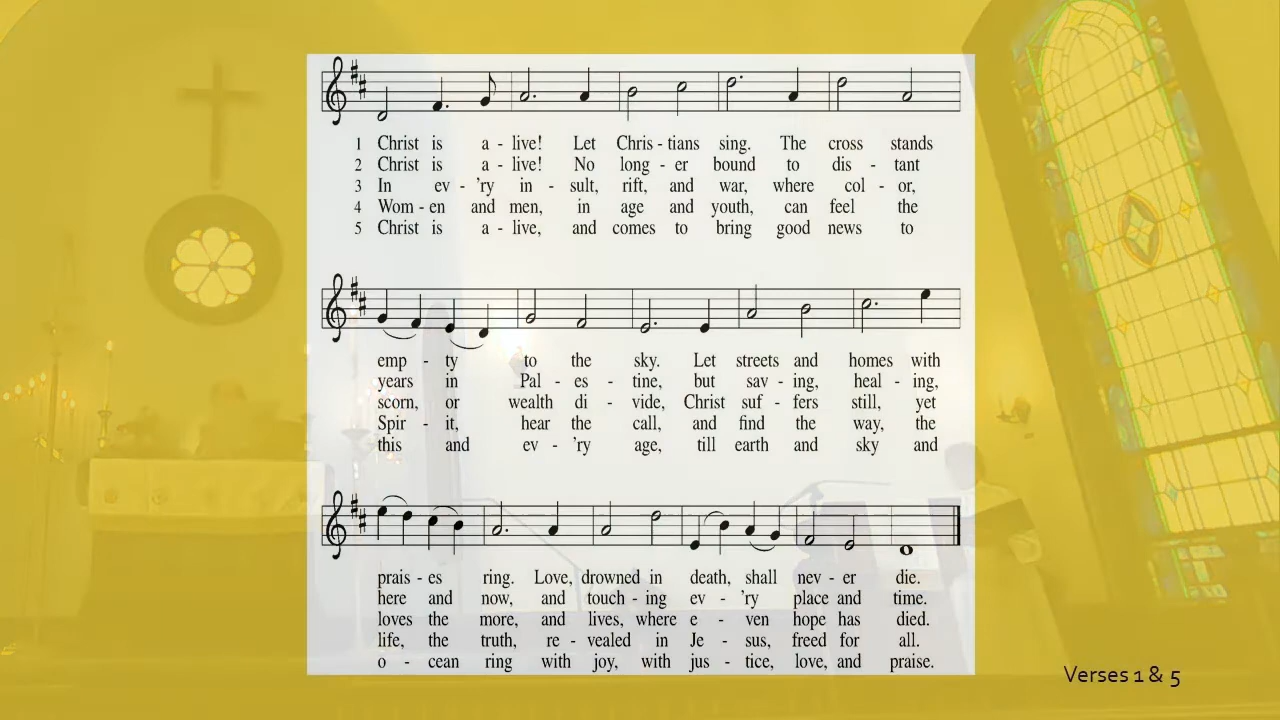 1 Christ is a - live! Let Chris - tians sing. The cross stands
2 Christ is a - live! No long - er bound to dis - tant
3 In ev - 'ry in - sult, rift, and war, where col - or,
4 Wom - en and men, in age and youth, can feel the
5 Christ is a - live, and comes to bring good news to
emp - ty to the sky. Let streets and homes with
years in Pal - es - tine, but sav - ing, heal - ing,
scorn, or wealth di - vide, Christ suf - fers still, yet
Spir - it, hear the call, and find the way, the
this and ev - 'ry age, till earth and sky and
prais - es ring. Love, drowned in death, shall nev - er die.
here and now, and touch - ing ev - 'ry place and time.
loves the more, and lives, where e - ven hope has died.
life, the truth, re - vealed in Je - sus, freed for all.
o - cean ring with joy, with jus - tice, love, and praise.
Verses 1 & 5